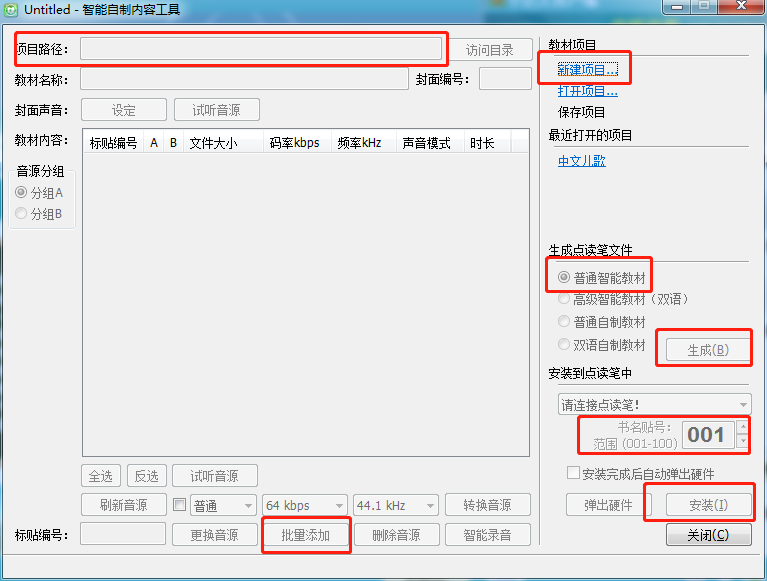 Untitled - 智能自制内容工具
项目路径： 访问目录
教材名称： 封面编号：
封面声音： 设定 试听音源
教材内容： 标贴编号 A B 文件大小 码率kbps 频率kHz 声音模式 时长
音源分组
分组A
分组B
全选 反选 试听音源
刷新音源 普通 64 kbps 44.1 kHz 转换音源
标贴编号： 更换音源 批量添加 删除音源 智能录音
教材项目
新建项目...
打开项目...
保存项目
最近打开的项目
中文儿歌
生成点读笔文件
普通智能教材
高级智能教材（双语）
普通自制教材
双语自制教材
生成(B)
安装到点读笔中
请连接点读笔！
书名贴号：
范围 (001-100) 001
安装完成后自动弹出硬件
弹出硬件 安装(I)
关闭(C)